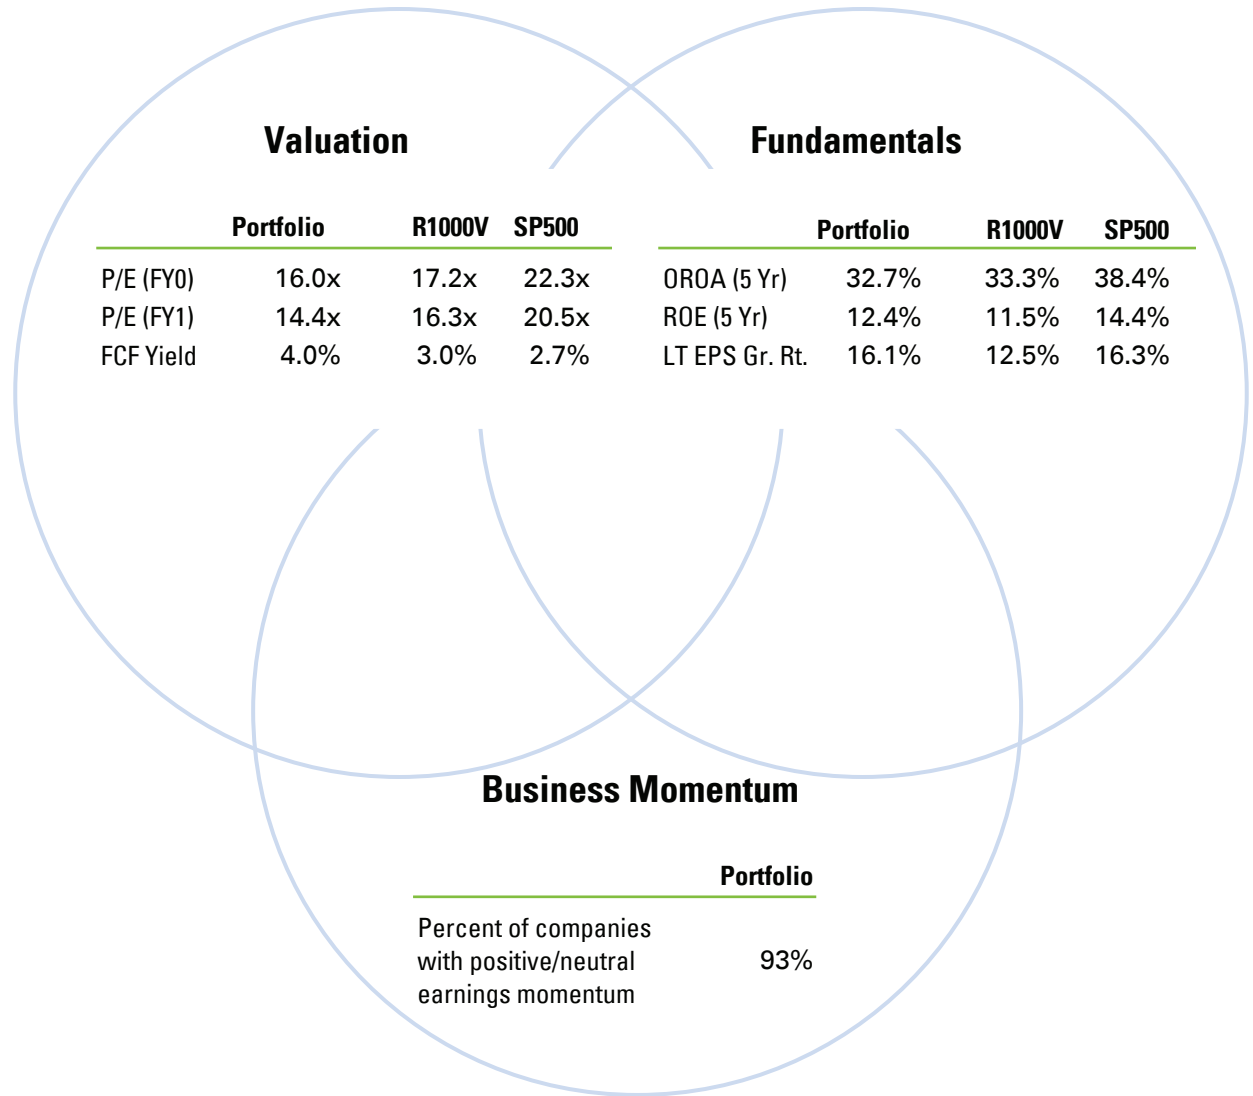 Valuation
Portfolio R1000V SP500
P/E (FY0) 16.0x 17.2x 22.3x
P/E (FY1) 14.4x 16.3x 20.5x
FCF Yield 4.0% 3.0% 2.7%
Fundamentals
Portfolio R1000V SP500
OROA (5 Yr) 32.7% 33.3% 38.4%
ROE (5 Yr) 12.4% 11.5% 14.4%
LT EPS Gr. Rt. 16.1% 12.5% 16.3%
Business Momentum
Portfolio
Percent of companies
with positive/neutral 93%
earnings momentum